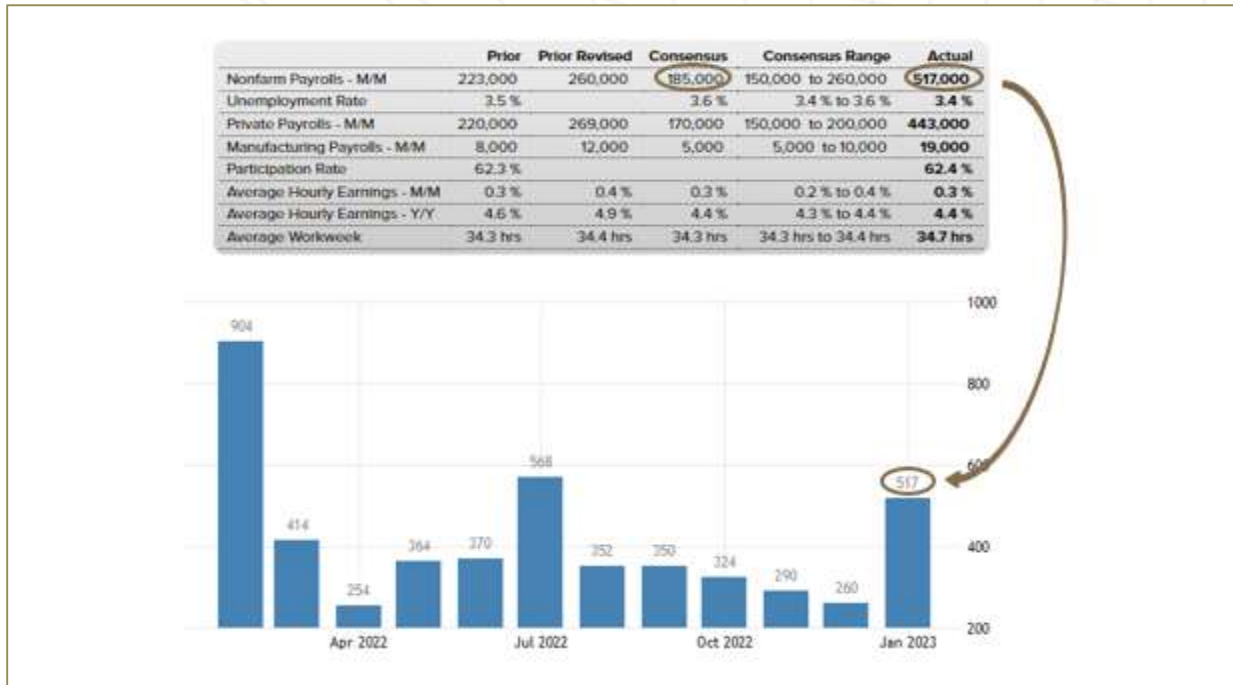 Prior Prior Revised Consensus Consensus Range Actual
Nonfarm Payrolls - M/M 223,000 260,000 185,000 150,000 to 260,000 517,000
Unemployment Rate 3.5 % 3.6 % 3.4 % to 3.6 % 3.4 %
Private Payrolls - M/M 220,000 269,000 170,000 150,000 to 200,000 443,000
Manufacturing Payrolls - M/M 8,000 12,000 5,000 5,000 to 10,000 19,000
Participation Rate 62.3 % 62.4 %
Average Hourly Earnings - M/M 0.3 % 0.4 % 0.3 % 0.2 % to 0.4 % 0.3 %
Average Hourly Earnings - Y/Y 4.6 % 4.9 % 4.4 % 4.3 % to 4.4 % 4.4 %
Average Workweek 34.3 hrs 34.4 hrs 34.3 hrs 34.3 hrs to 34.4 hrs 34.7 hrs
1000
904
800
600
568
517
414
400
364 370 352 350 324 290 260
254
200
Apr 2022 Jul 2022 Oct 2022 Jan 2023